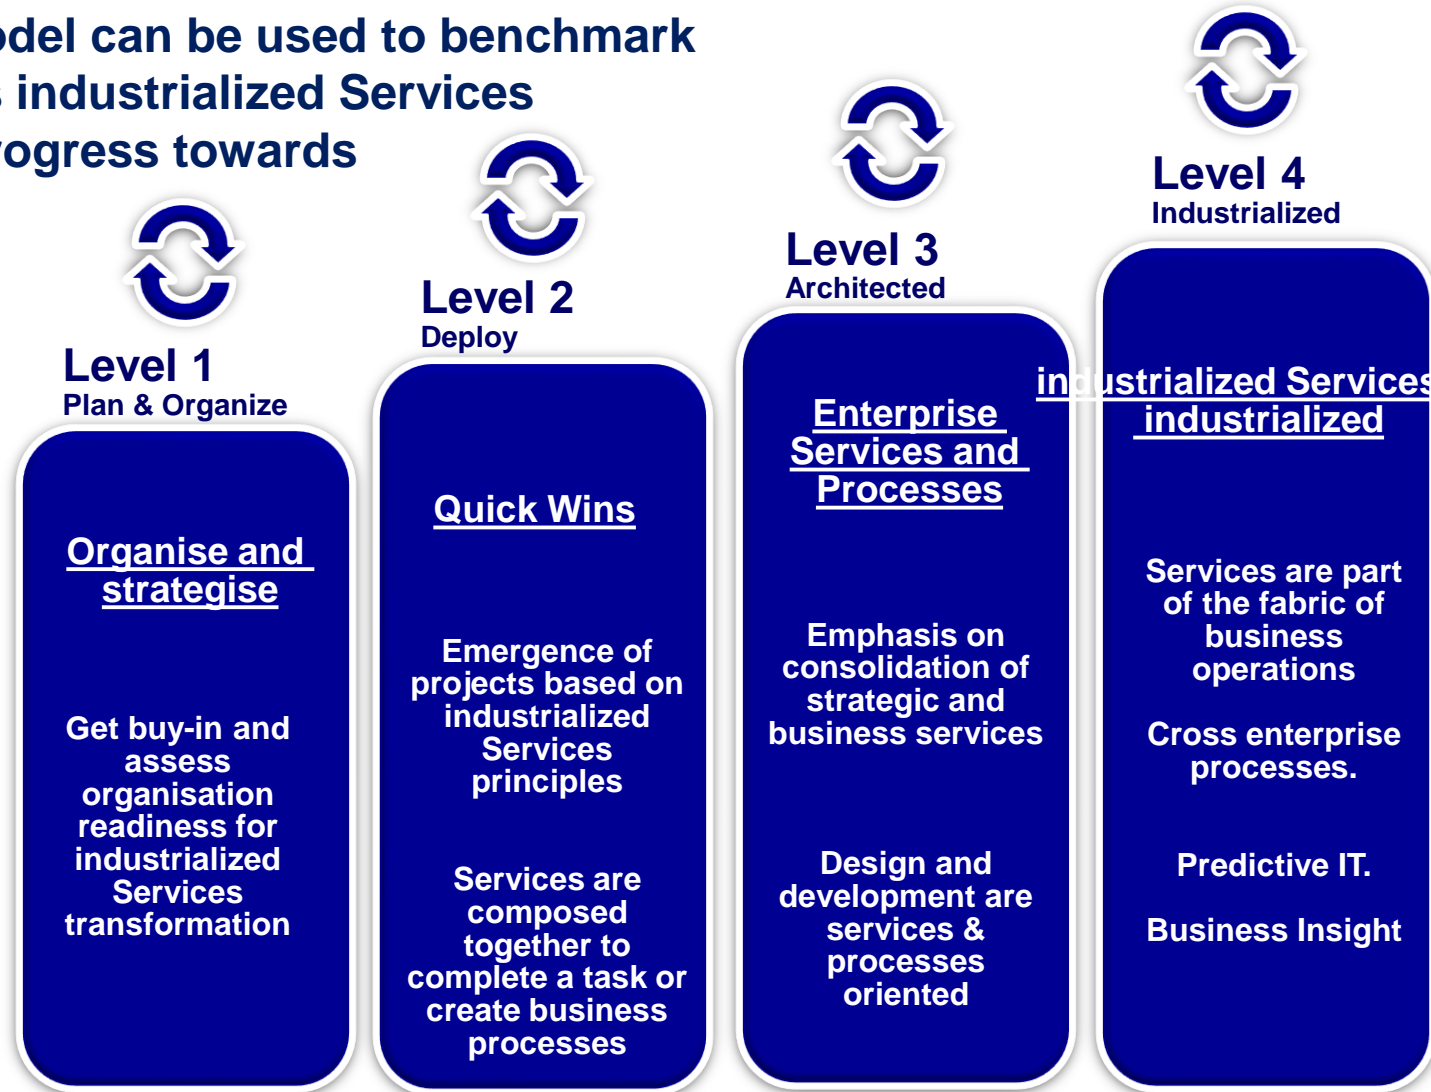 odel can be used to benchmark
s industrialized Services
rogress towards
Level 1
Plan & Organize
Organise and
strategise
Get buy-in and
assess
organisation
readiness for
industrialized
Services
transformation
Level 2
Deploy
Quick Wins
Emergence of
projects based on
industrialized
Services
principles
Services are
composed
together to
complete a task or
create business
processes
Level 3
Architected
Enterprise
Services and
Processes
Emphasis on
consolidation of
strategic and
business services
Design and
development are
services &
processes
oriented
Level 4
Industrialized
industrialized Services
industrialized
Services are part
of the fabric of
business
operations
Cross enterprise
processes.
Predictive IT.
Business Insight